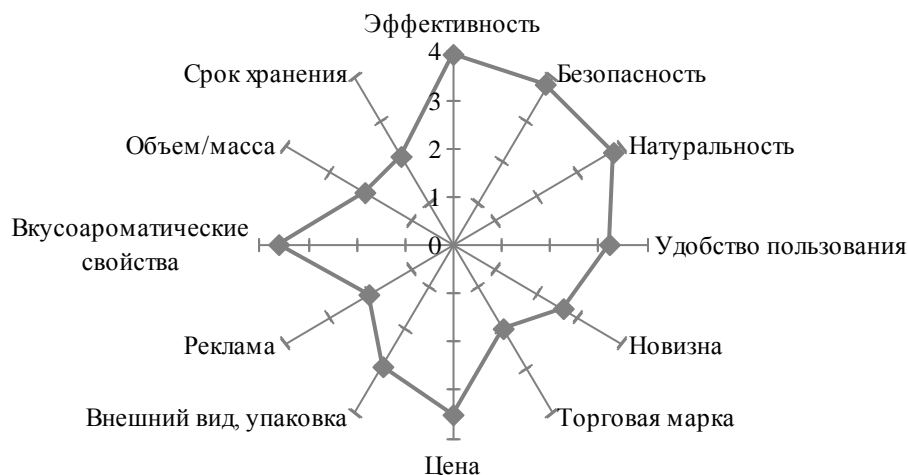 Эффективность
Срок хранения
4
Безопасность
3
Объем/масса
2
Натуральность
1
Вкусоароматические
свойства
0
Удобство пользования
Реклама
Новизна
Внешний вид, упаковка
Торговая марка
Цена